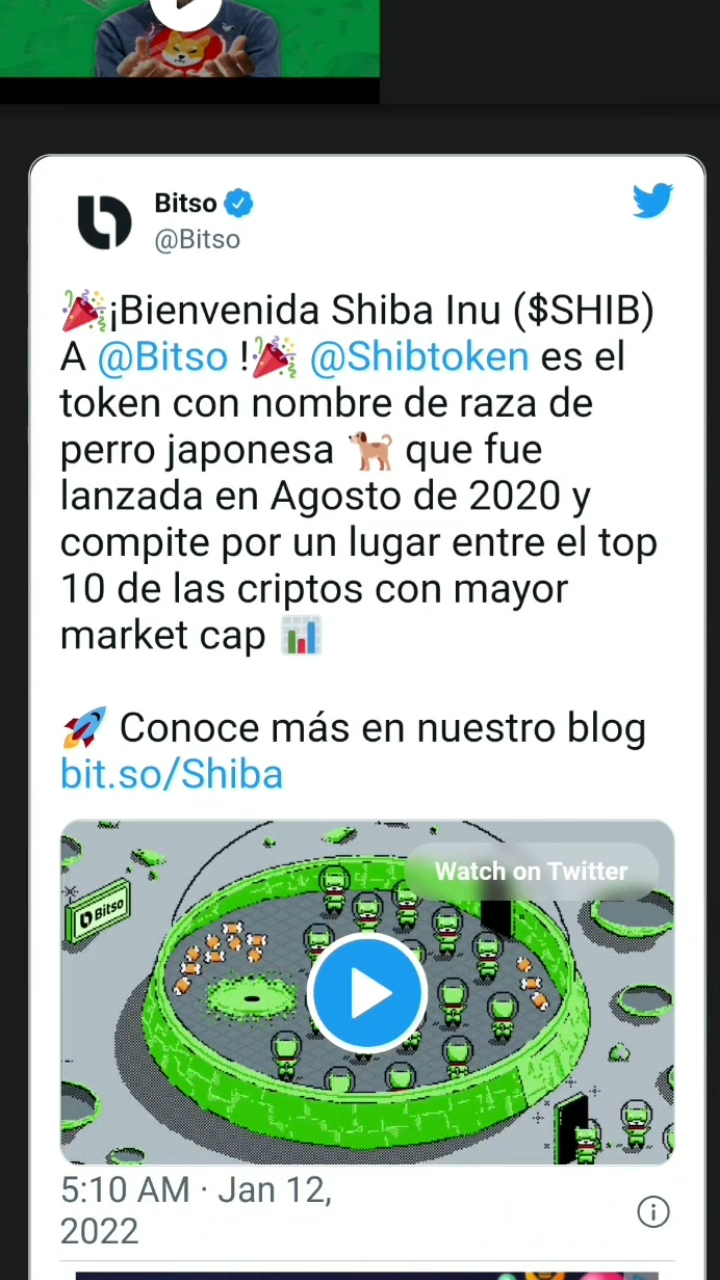 Bitso
@Bitso
🎉¡Bienvenida Shiba Inu ($SHIB)
A @Bitso !🎉 @Shibtoken es el
token con nombre de raza de
perro japonesa 🐕 que fue
lanzada en Agosto de 2020 y
compite por un lugar entre el top
10 de las criptos con mayor
market cap 📊
🚀 Conoce más en nuestro blog
bit.so/Shiba
Watch on Twitter
Bitso
5:10 AM · Jan 12,
2022